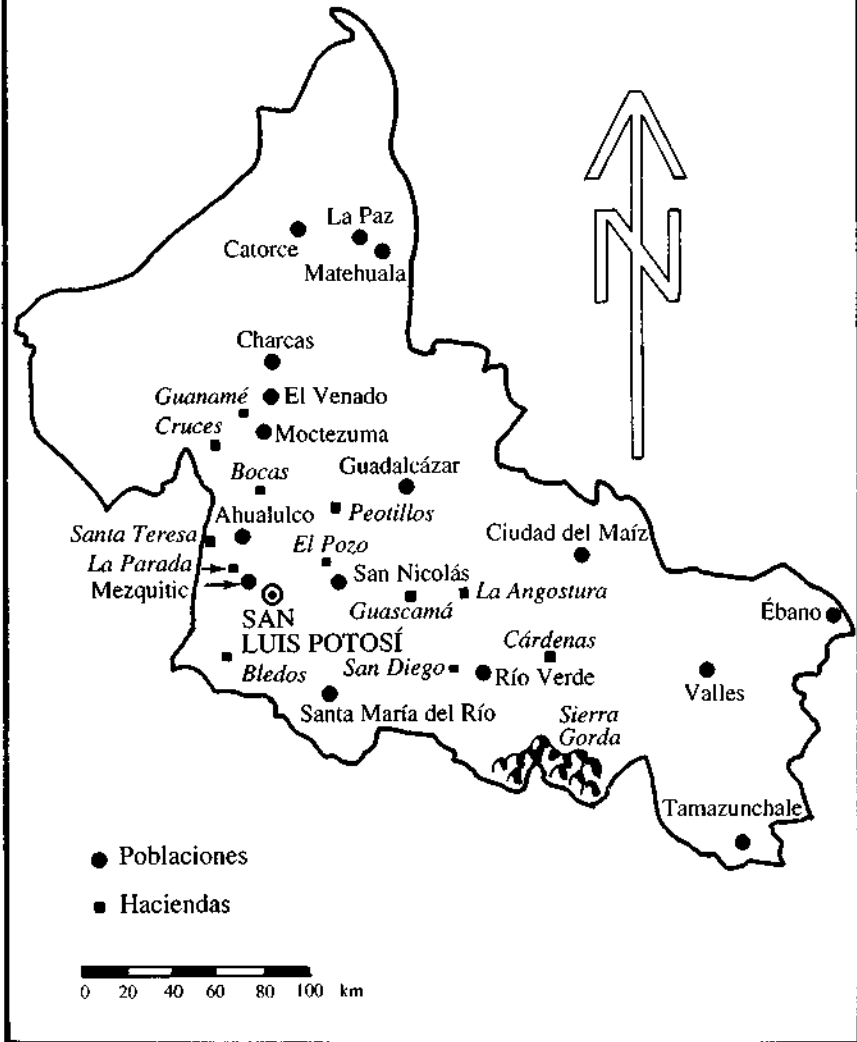 La Paz
Catorce
Matehuala
Charcas
Guanamé
El Venado
Cruces
Moctezuma
Bocas
Guadalcázar
Ahualulco
Peotillos
Santa Teresa
El Pozo
Ciudad del Maíz
La Parada
Mezquitic
San Nicolás
La Angostura
Guascamá
SAN
LUIS POTOSÍ
Ébano
Cárdenas
Bledos
San Diego
Río Verde
Valles
Santa María del Río
Sierra
Gorda
Tamazunchale
Poblaciones
Haciendas
0 20 40 60 80 100 km
N